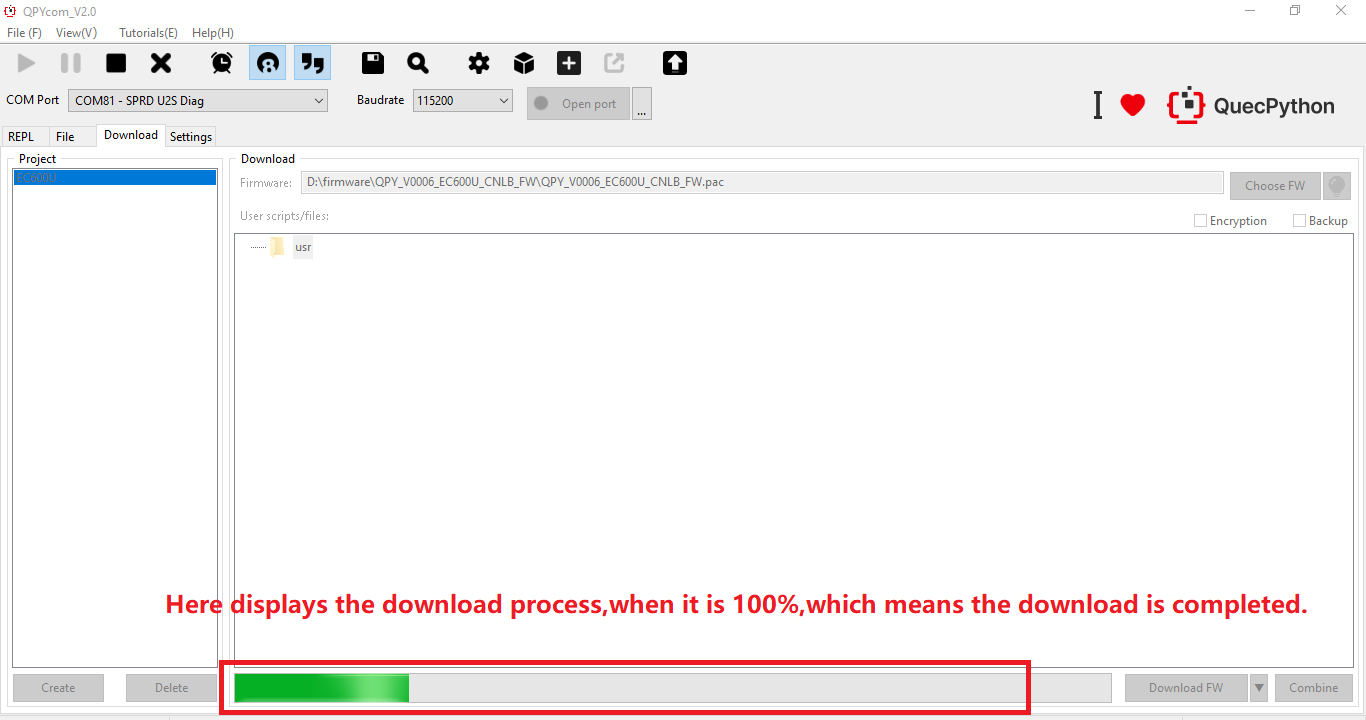 QPYcom_V2.0
File (F) View(V) Tutorials(E) Help(H)
COM Port COM81 - SPRD U2S Diag Baudrate 115200 Open port ... I QuecPython
REPL File Download Settings
Project Download
EC600U
Firmware: D:\firmware\QPY_V0006_EC600U_CNLB_FW\QPY_V0006_EC600U_CNLB_FW.pac Choose FW
User scripts/files: Encryption Backup
usr
Here displays the download process,when it is 100%,which means the download is completed.
Create Delete Download FW Combine